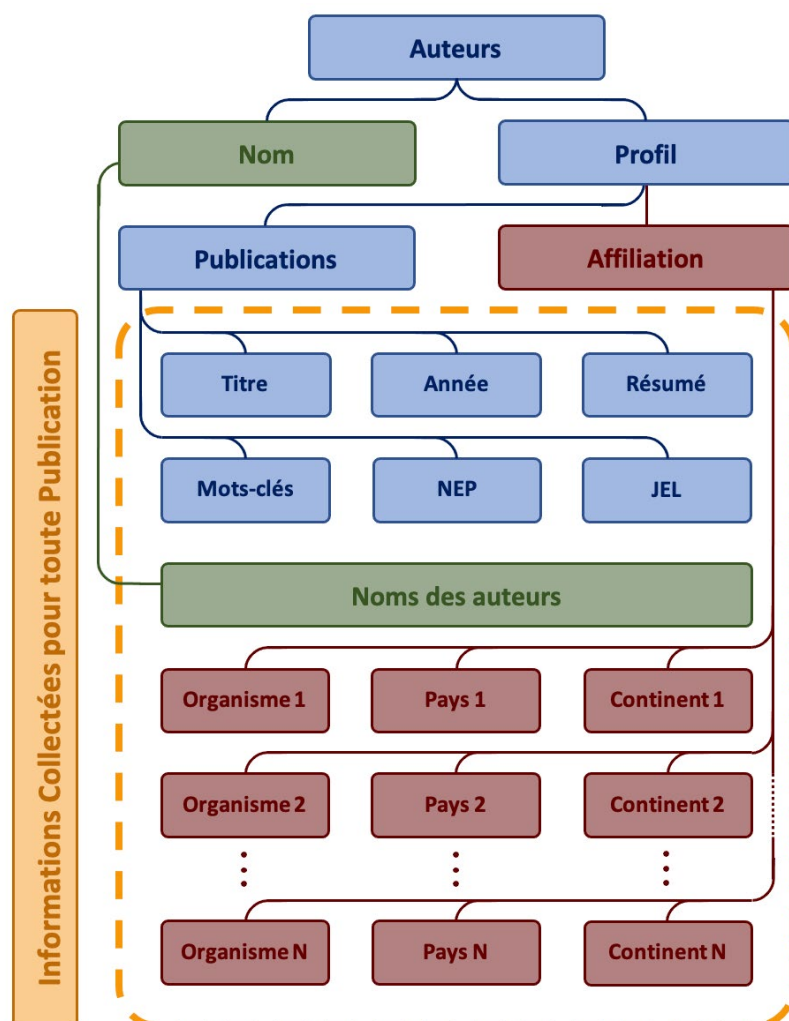 Auteurs
Nom
Profil
Publications
Affiliation
Informations Collectées pour toute Publication
Titre
Année
Résumé
Mots-clés
NEP
JEL
Noms des auteurs
Organisme 1
Pays 1
Continent 1
Organisme 2
Pays 2
Continent 2
Organisme N
Pays N
Continent N